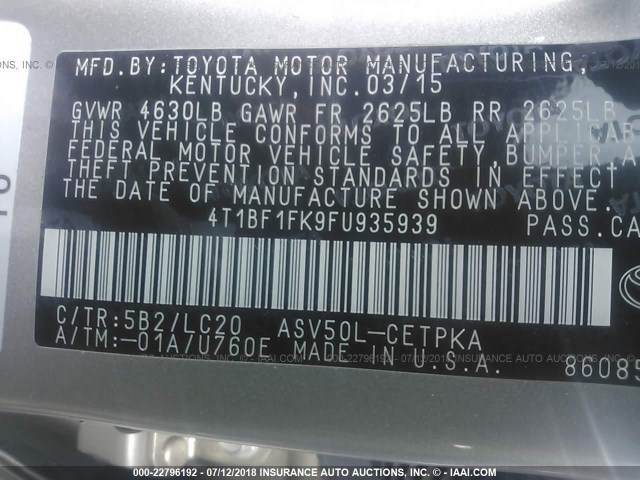 MFD. BY: TOYOTA MOTOR MANUFACTURING,
KENTUCKY, INC. 03/15
GVWR 4630LB GAWR FR 2625LB RR 2625LB
THIS VEHICLE CONFORMS TO ALL APPLICA
FEDERAL MOTOR VEHICLE SAFETY, BUMPER A
THEFT PREVENTION STANDARDS IN EFFECT
THE DATE OF MANUFACTURE SHOWN ABOVE.
4T1BF1FK9FU935939 PASS.CA
C/TR: 5B2/LC20 ASV50L-CETPKA
A/TM: -01A/U760E MADE IN U.S.A.
86085
000-22796192 - 07/12/2018 - INSURANCE AUTO AUCTIONS INC. - © - IAAI.COM